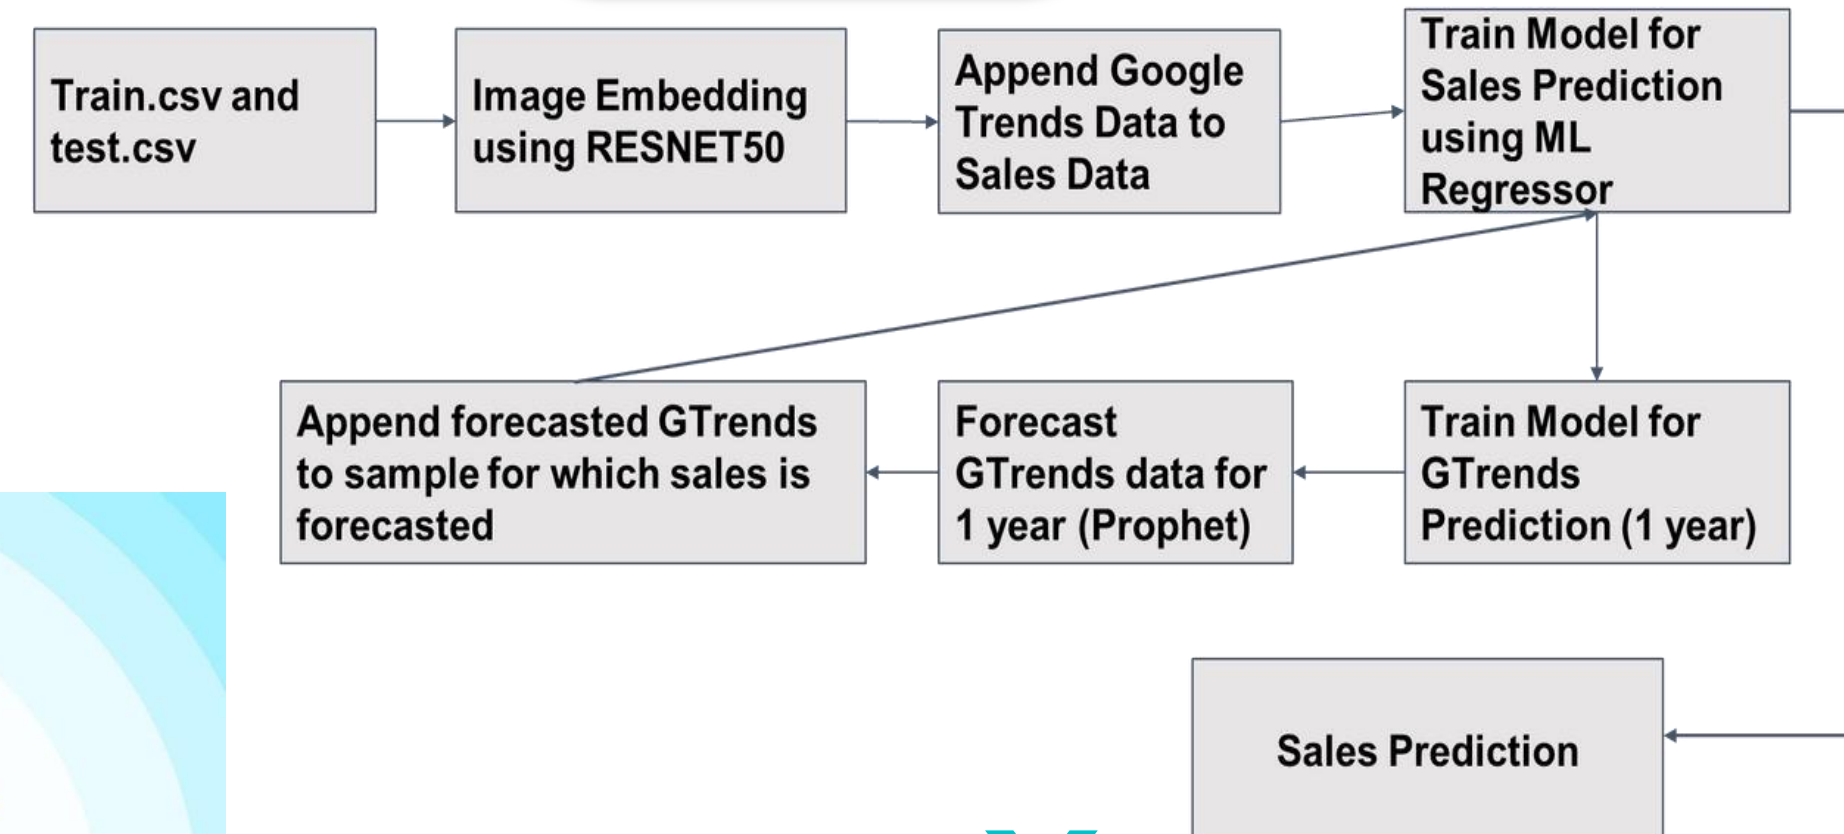 Train.csv and
test.csv
Image Embedding
using RESNET50
Append Google
Trends Data to
Sales Data
Train Model for
Sales Prediction
using ML
Regressor
Append forecasted GTrends
to sample for which sales is
forecasted
Forecast
GTrends data for
1 year (Prophet)
Train Model for
GTrends
Prediction (1 year)
Sales Prediction